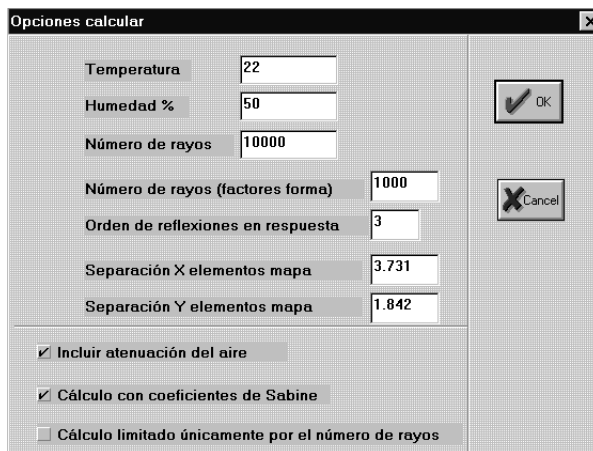 Opciones calcular
Temperatura 22
Humedad % 50
Número de rayos 10000
Número de rayos (factores forma) 1000
Orden de reflexiones en respuesta 3
Separación X elementos mapa 3.731
Separación Y elementos mapa 1.842
Incluir atenuación del aire
Cálculo con coeficientes de Sabine
Cálculo limitado únicamente por el número de rayos
OK
Cancel